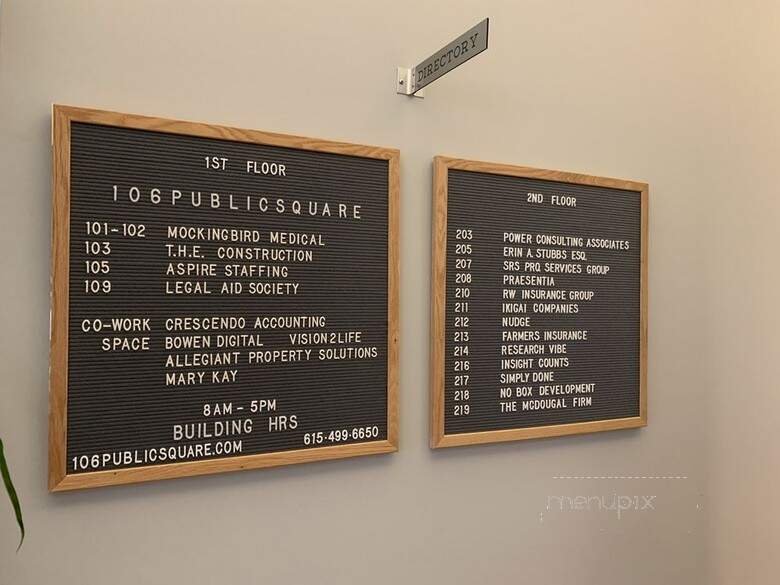 DIRECTORY
1ST FLOOR
106PUBLICSQUARE
101-102 MOCKINGBIRD MEDICAL
103 T.H.E. CONSTRUCTION
105 ASPIRE STAFFING
109 LEGAL AID SOCIETY
CO-WORK CRESCENDO ACCOUNTING
SPACE BOWEN DIGITAL VISION2LIFE
ALLEGIANT PROPERTY SOLUTIONS
MARY KAY
8AM - 5PM
BUILDING HRS
106PUBLICSQUARE.COM 615-499-6650
2ND FLOOR
203 POWER CONSULTING ASSOCIATES
205 ERIN A. STUBBS ESQ.
207 SRS PRO SERVICES GROUP
208 PRAESENTIA
210 RW INSURANCE GROUP
211 IKIGAI COMPANIES
212 NUDGE
213 FARMERS INSURANCE
214 RESEARCH VIBE
216 INSIGHT COUNTS
217 SIMPLY DONE
218 NO BOX DEVELOPMENT
219 THE MCDOUGAL FIRM
menupix